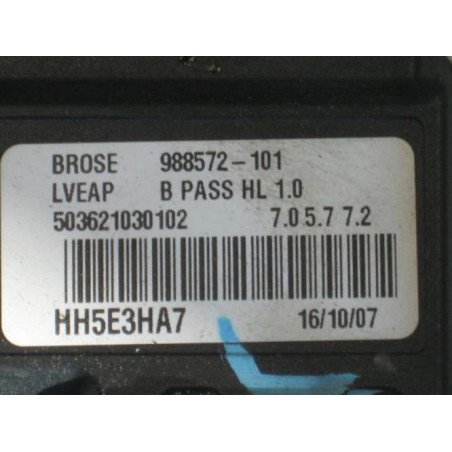 BROSE 988572-101
LVEAP B PASS HL 1.0
503621030102 7.0 5.7 7.2
HH5E3HA7 16/10/07